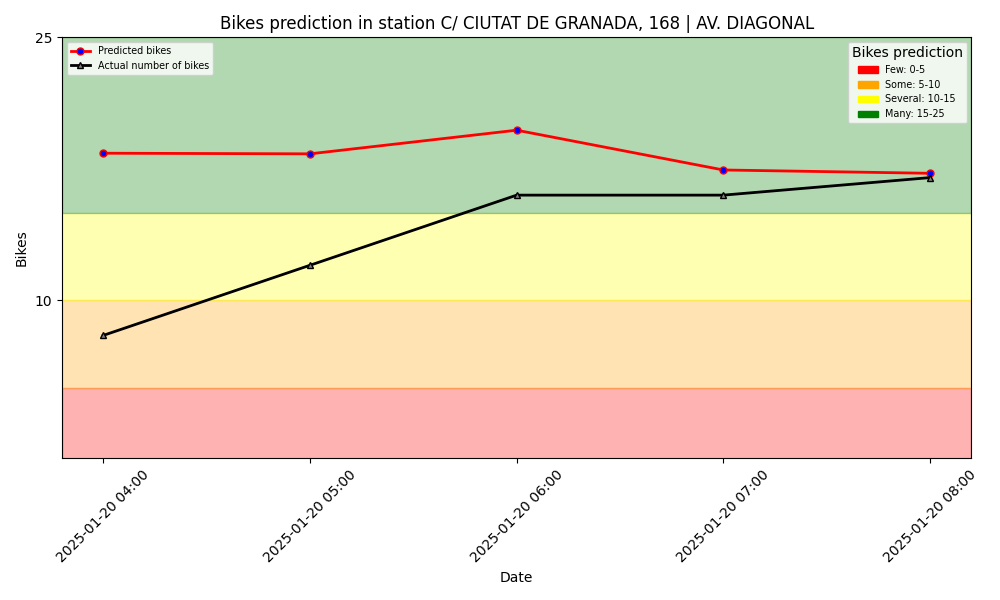 Bikes prediction in station C/ CIUTAT DE GRANADA, 168 | AV. DIAGONAL
25
Predicted bikes
Actual number of bikes
Bikes prediction
Few: 0-5
Some: 5-10
Several: 10-15
Many: 15-25
Bikes
10
2025-01-20 04:00
2025-01-20 05:00
2025-01-20 06:00
2025-01-20 07:00
2025-01-20 08:00
Date